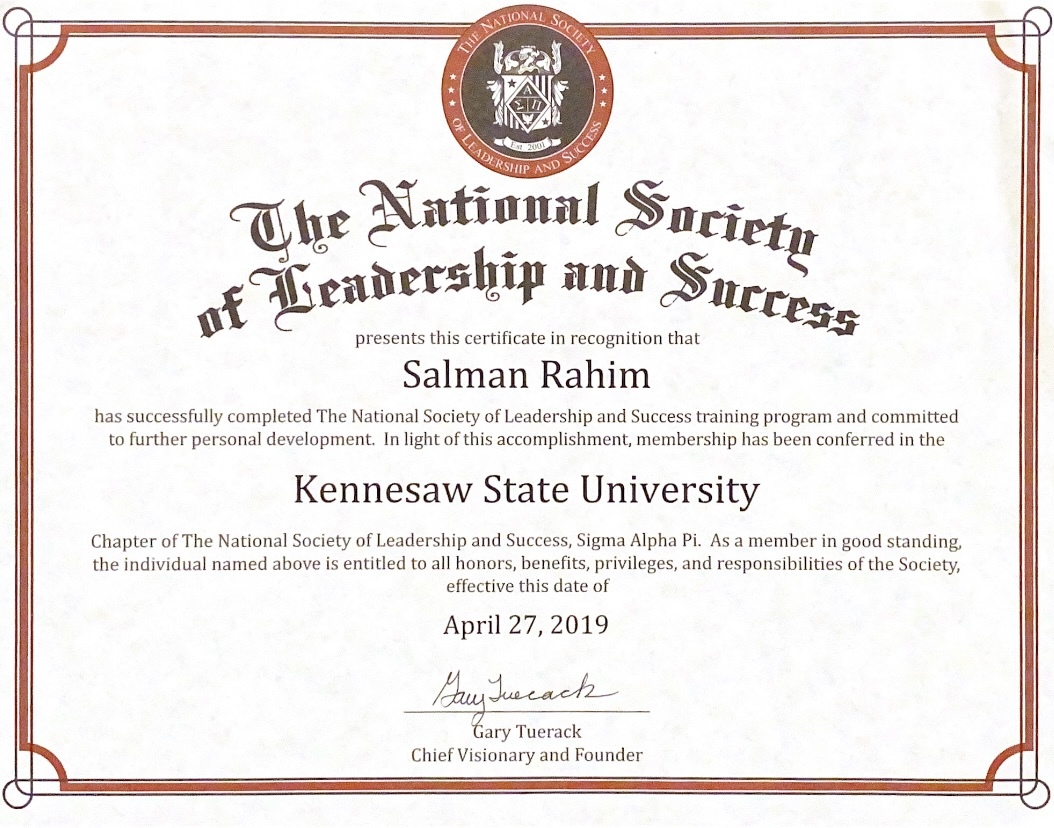 THE NATIONAL SOCIETY
OF LEADERSHIP AND SUCCESS
Λ
Σ Π
Est. 2001
The National Society
of Leadership and Success
presents this certificate in recognition that
Salman Rahim
has successfully completed The National Society of Leadership and Success training program and committed
to further personal development. In light of this accomplishment, membership has been conferred in the
Kennesaw State University
Chapter of The National Society of Leadership and Success, Sigma Alpha Pi. As a member in good standing,
the individual named above is entitled to all honors, benefits, privileges, and responsibilities of the Society,
effective this date of
April 27, 2019
Gary Tuerack
Gary Tuerack
Chief Visionary and Founder